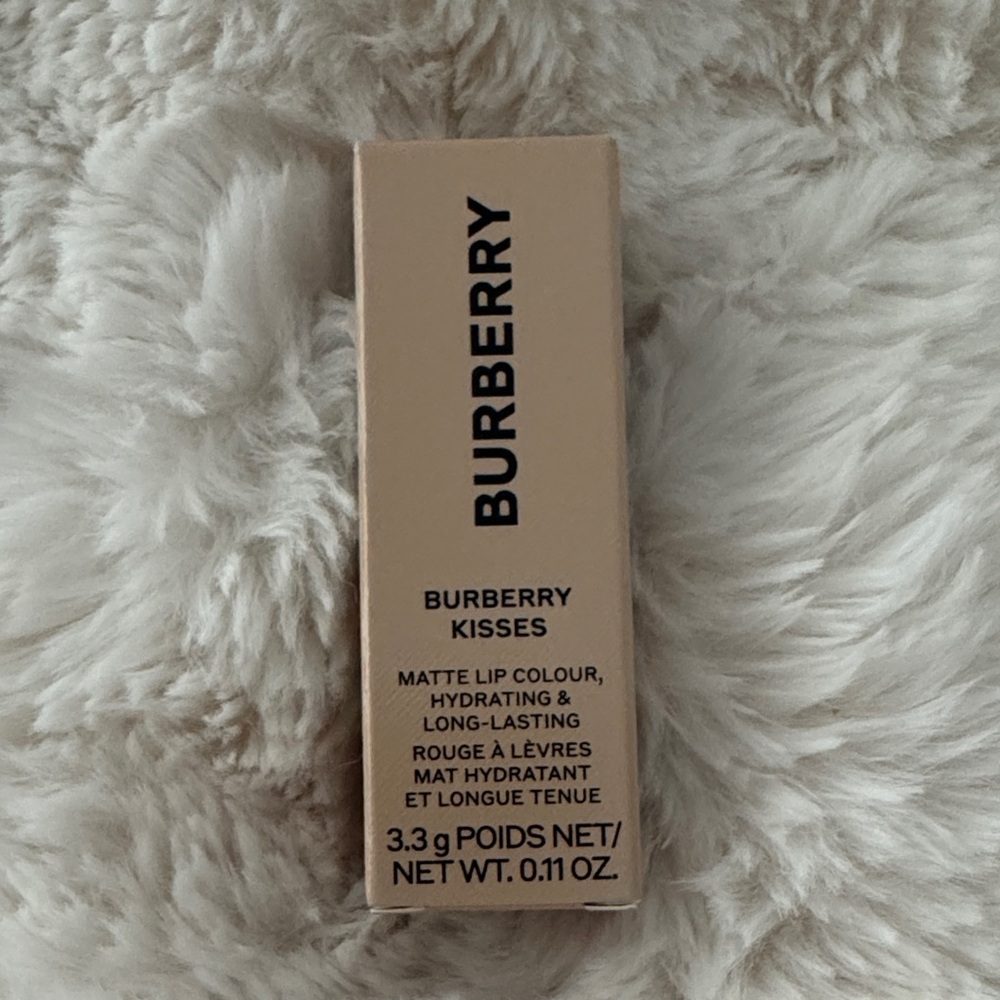 BURBERRY
BURBERRY
KISSES
MATTE LIP COLOUR,
HYDRATING &
LONG-LASTING
ROUGE À LÈVRES
MAT HYDRATANT
ET LONGUE TENUE
3.3 g POIDS NET/
NET WT. 0.11 OZ.